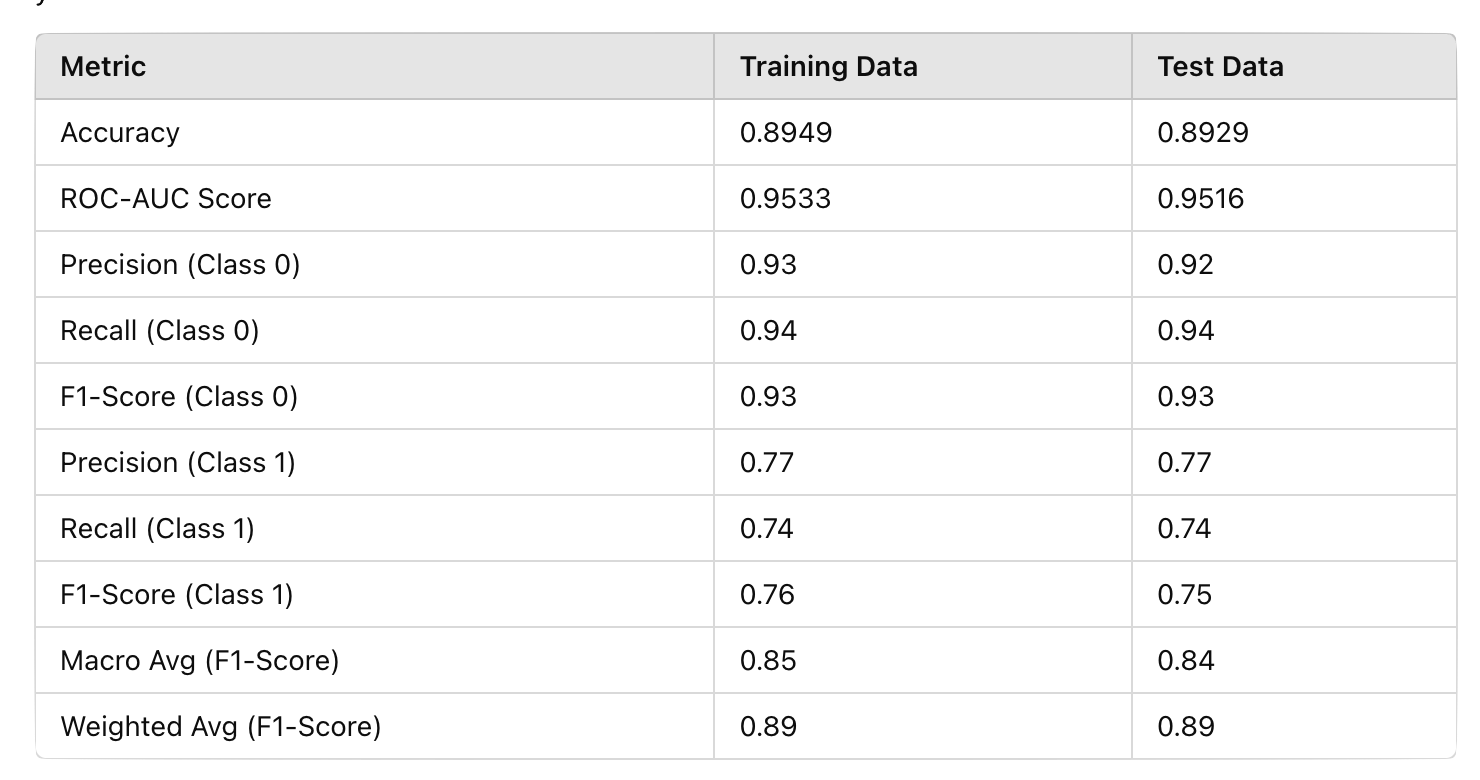 Metric Training Data Test Data
Accuracy 0.8949 0.8929
ROC-AUC Score 0.9533 0.9516
Precision (Class 0) 0.93 0.92
Recall (Class 0) 0.94 0.94
F1-Score (Class 0) 0.93 0.93
Precision (Class 1) 0.77 0.77
Recall (Class 1) 0.74 0.74
F1-Score (Class 1) 0.76 0.75
Macro Avg (F1-Score) 0.85 0.84
Weighted Avg (F1-Score) 0.89 0.89